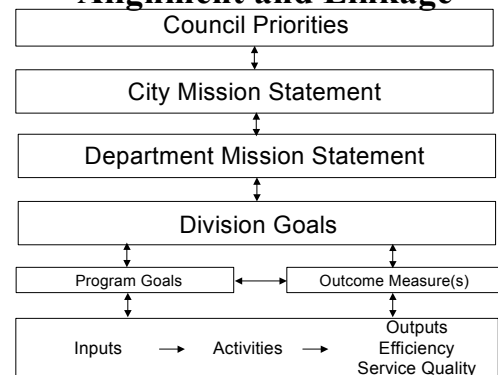 Alignment and Linkage
Council Priorities
City Mission Statement
Department Mission Statement
Division Goals
Program Goals
Outcome Measure(s)
Inputs
Activities
Outputs
Efficiency
Service Quality